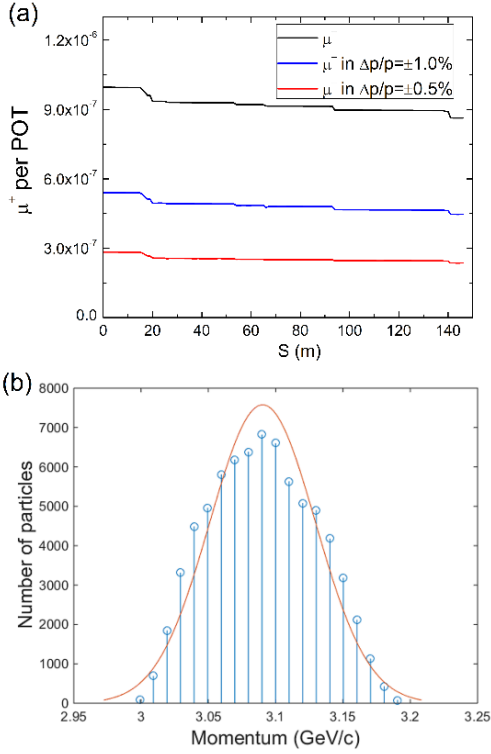 (a)
1.2x10⁻⁶
9.0x10⁻⁷
6.0x10⁻⁷
3.0x10⁻⁷
0.0
μ⁺ per POT
μ⁻
μ⁻ in Δp/p=±1.0%
μ in Δp/p=±0.5%
0 20 40 60 80 100 120 140
S (m)
(b)
8000
7000
6000
5000
4000
3000
2000
1000
0
Number of particles
2.95 3 3.05 3.1 3.15 3.2 3.25
Momentum (GeV/c)